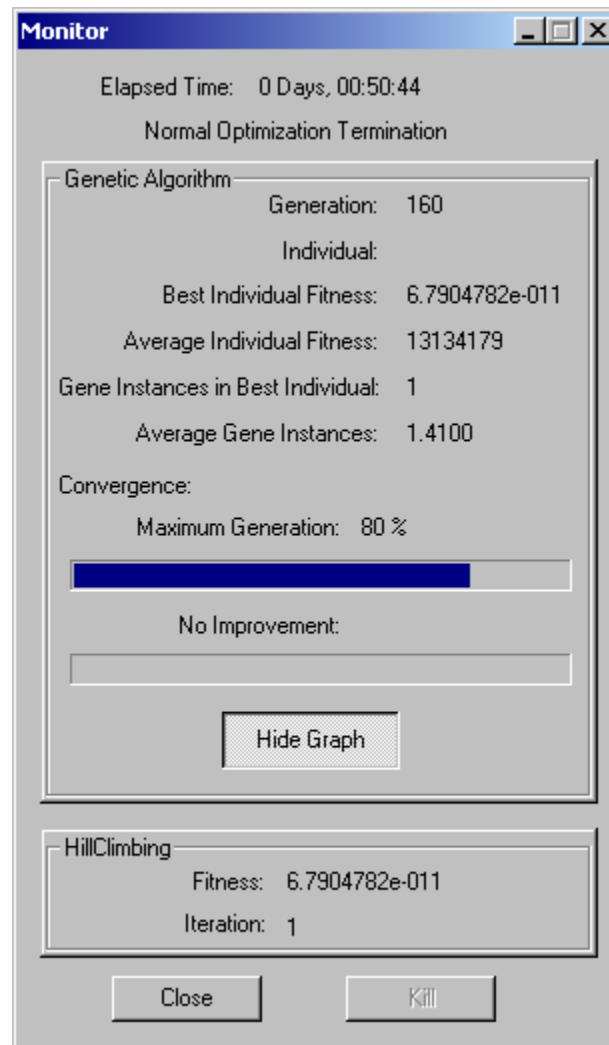 Monitor
Elapsed Time: 0 Days, 00:50:44
Normal Optimization Termination
Genetic Algorithm
Generation: 160
Individual:
Best Individual Fitness: 6.7904782e-011
Average Individual Fitness: 13134179
Gene Instances in Best Individual: 1
Average Gene Instances: 1.4100
Convergence:
Maximum Generation: 80 %
No Improvement:
Hide Graph
HillClimbing
Fitness: 6.7904782e-011
Iteration: 1
Close Kill